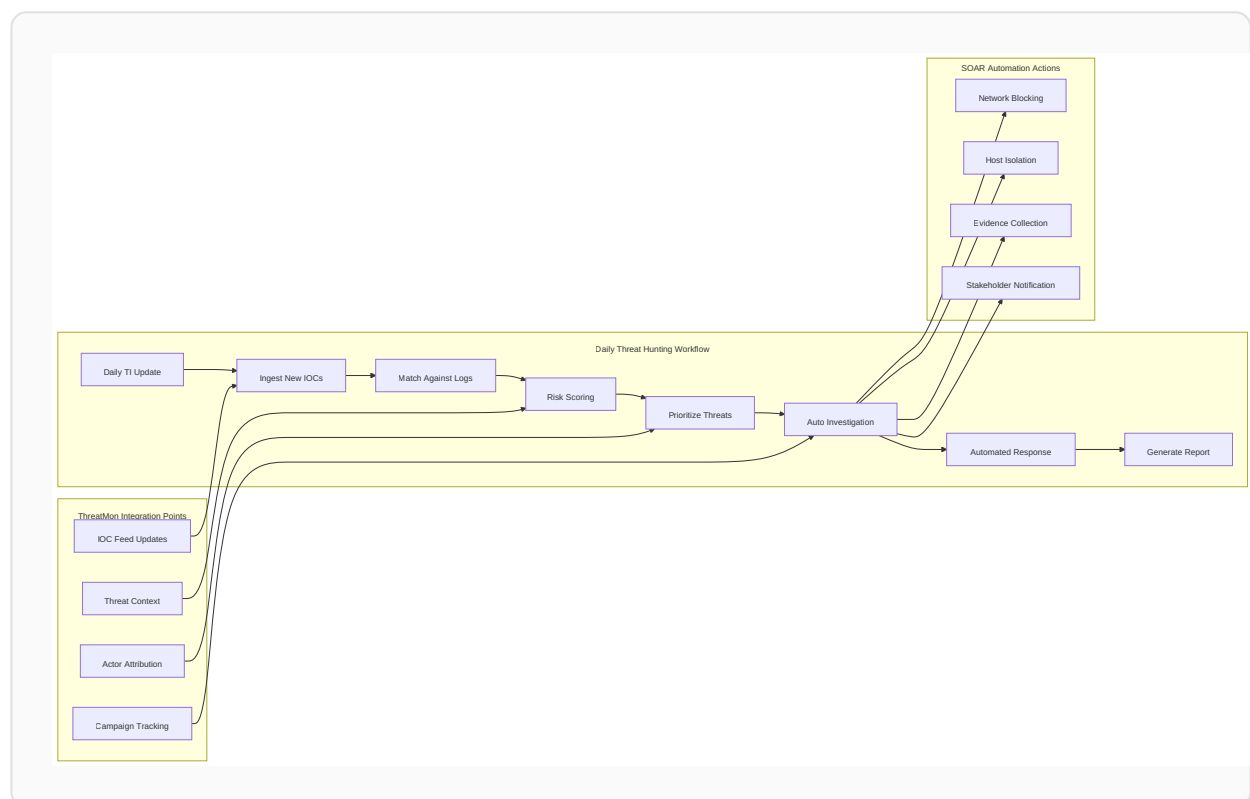 SOAR Automation Actions
Network Blocking
Host Isolation
Evidence Collection
Stakeholder Notification
Daily Threat Hunting Workflow
Daily TI Update
Ingest New IOCs
Match Against Logs
Risk Scoring
Prioritize Threats
Auto Investigation
Automated Response
Generate Report
ThreatMon Integration Points
IOC Feed Updates
Threat Context
Actor Attribution
Campaign Tracking